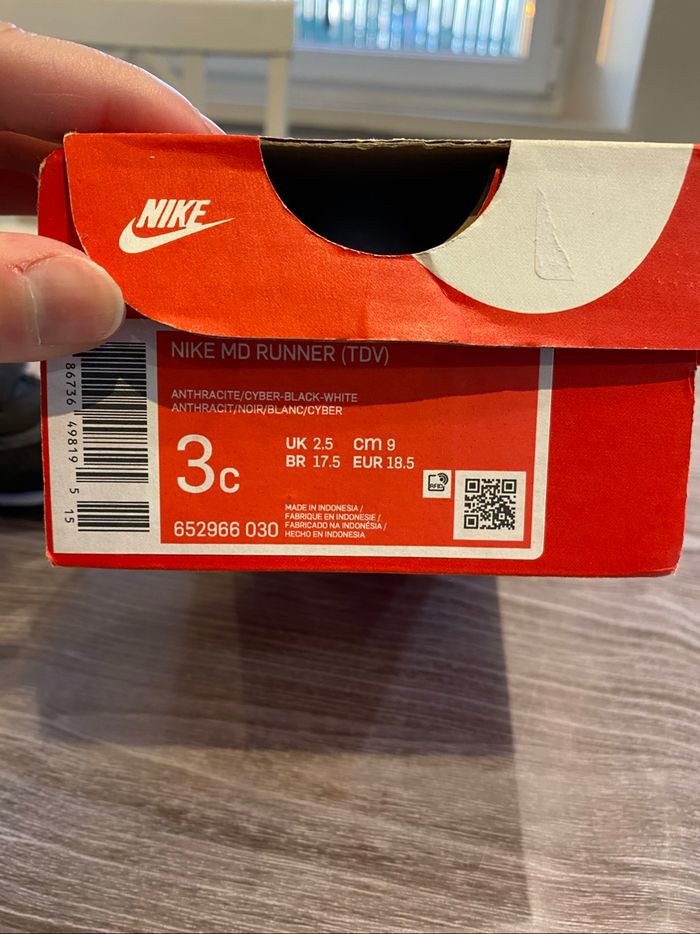 NIKE
NIKE MD RUNNER (TDV)
ANTHRACITE/CYBER-BLACK-WHITE
ANTHRACIT/NOIR/BLANC/CYBER
3C
UK 2.5 cm 9
BR 17.5 EUR 18.5
652966 030
MADE IN INDONESIA /
FABRIQUE EN INDONESIE /
FABRICADO NA INDONÉSIA /
HECHO EN INDONESIA
RFID
86736 49819 5 15